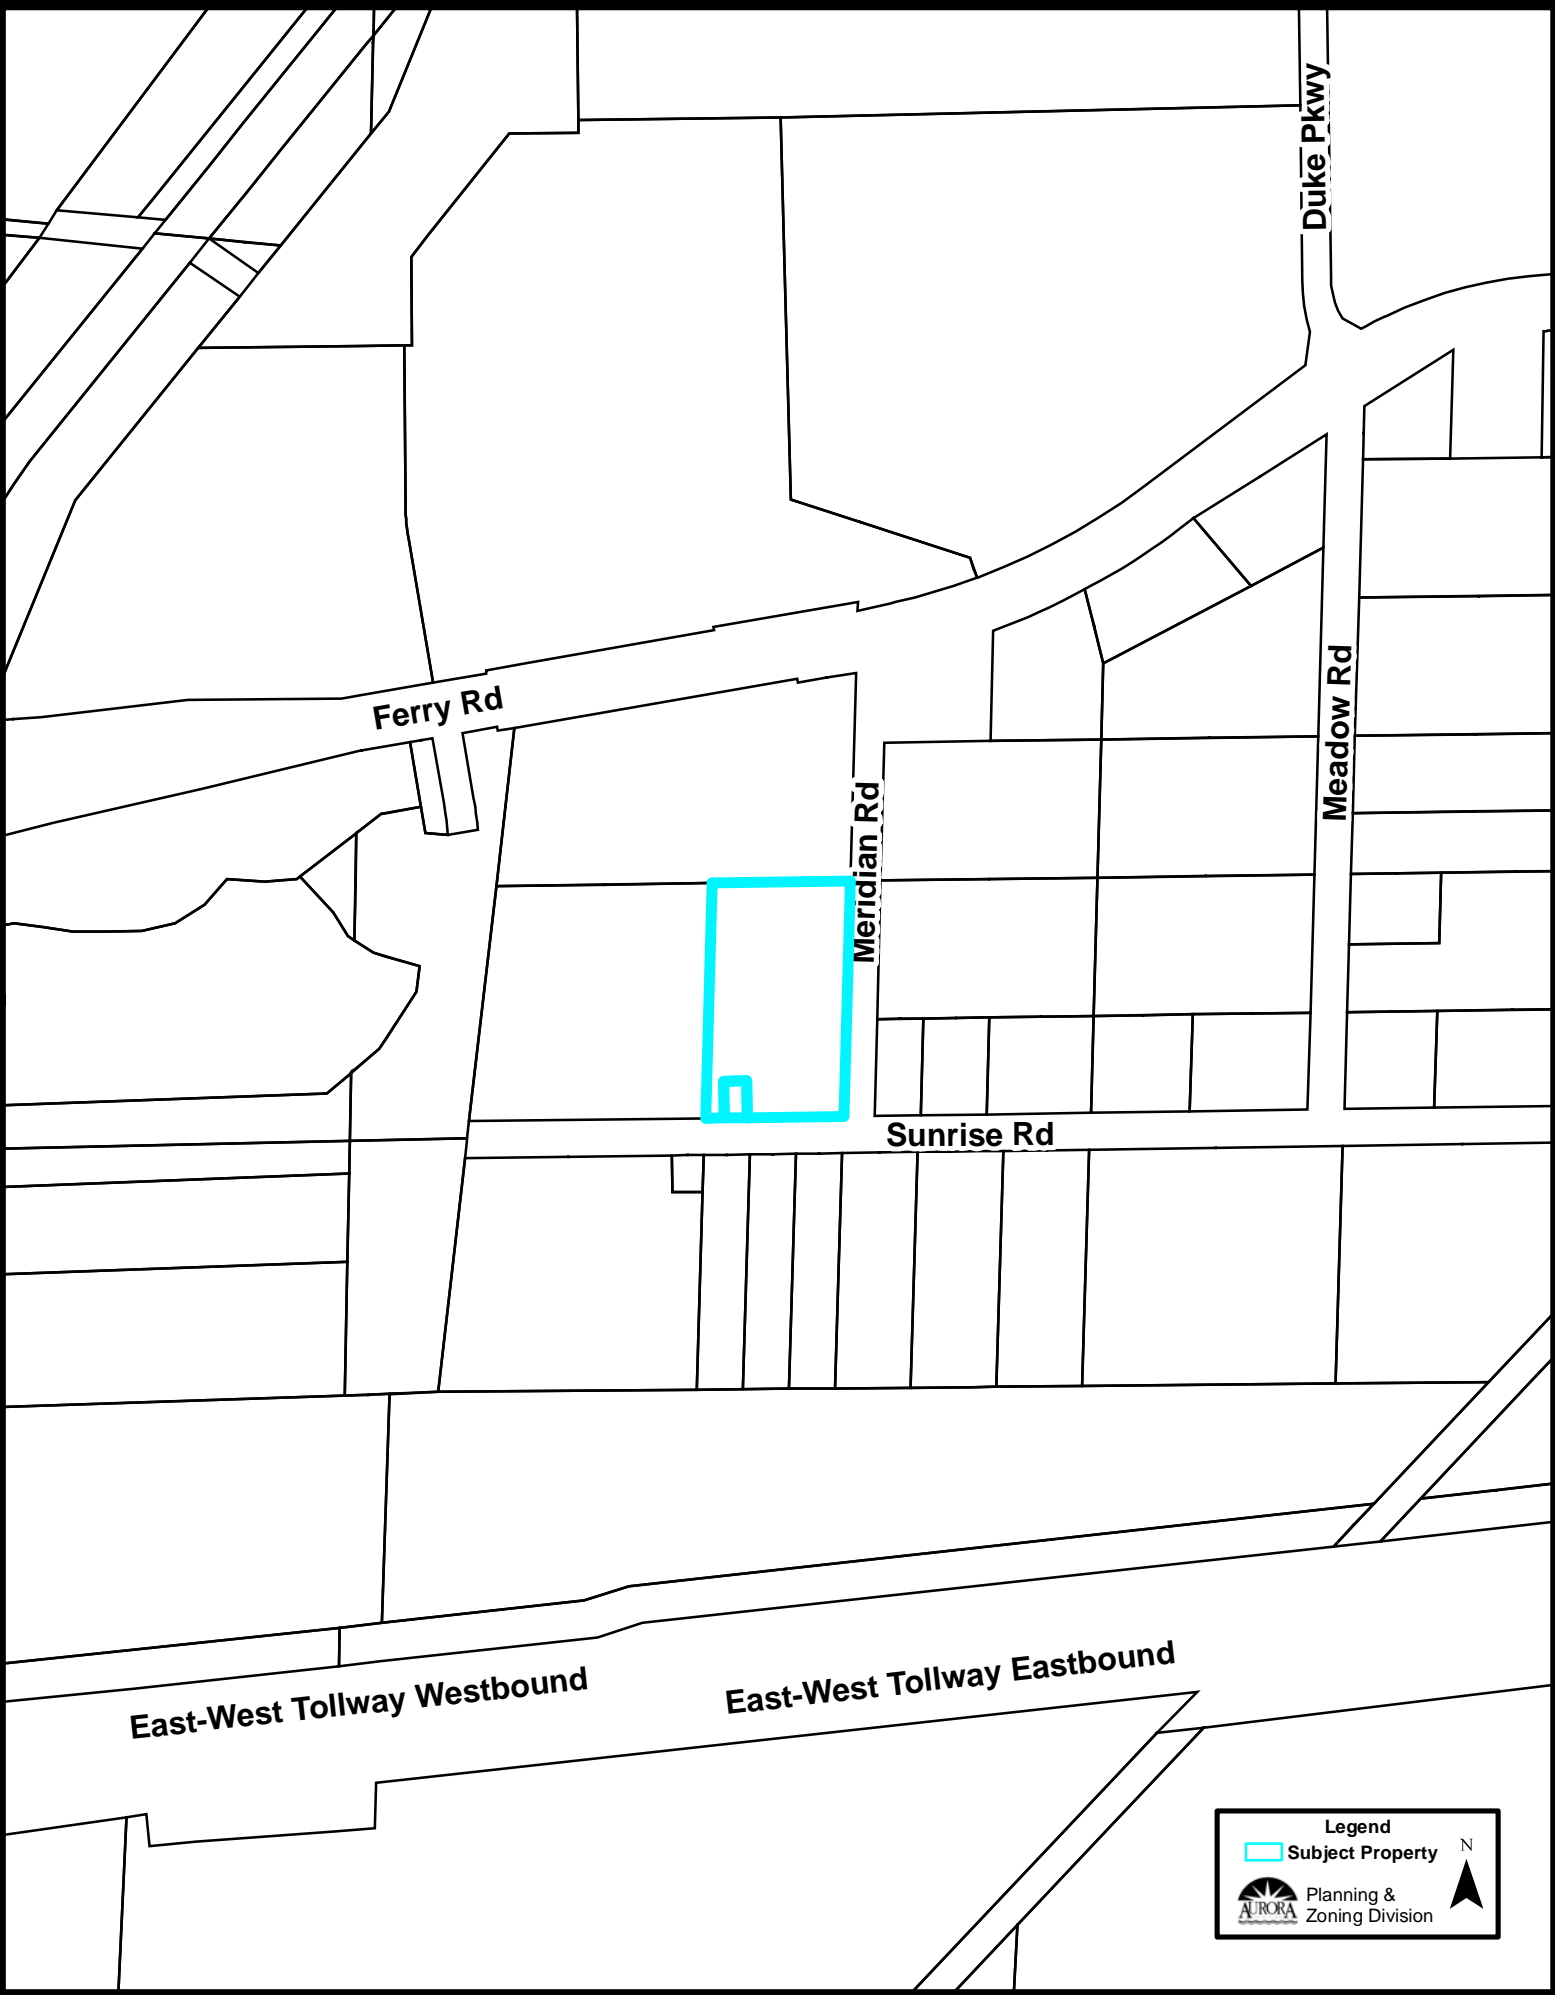 Duke Pkwy
Ferry Rd
Meadow Rd
Meridian Rd
Sunrise Rd
East-West Tollway Westbound
East-West Tollway Eastbound
Legend
Subject Property
N
AURORA
Planning &
Zoning Division